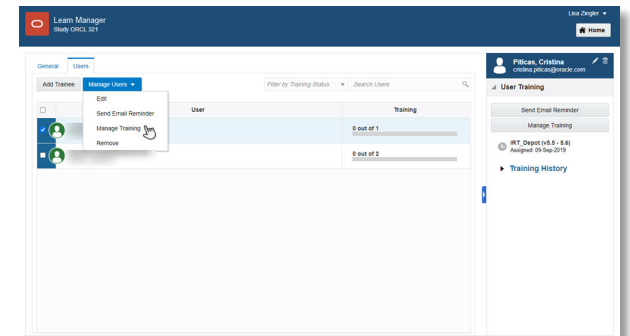 Lisa Ziegler
Learn Manager
Study ORCL 321
Home
General
Users
Add Trainee
Manage Users
Filter by Training Status
Search Users
Edit
Send Email Reminder
Manage Training
Remove
User
Training
0 out of 1
0 out of 2
Piticas, Cristina
cristina.piticas@oracle.com
User Training
Send Email Reminder
Manage Training
IRT_Depot (v5.5 - 5.6)
Assigned: 09-Sep-2019
Training History